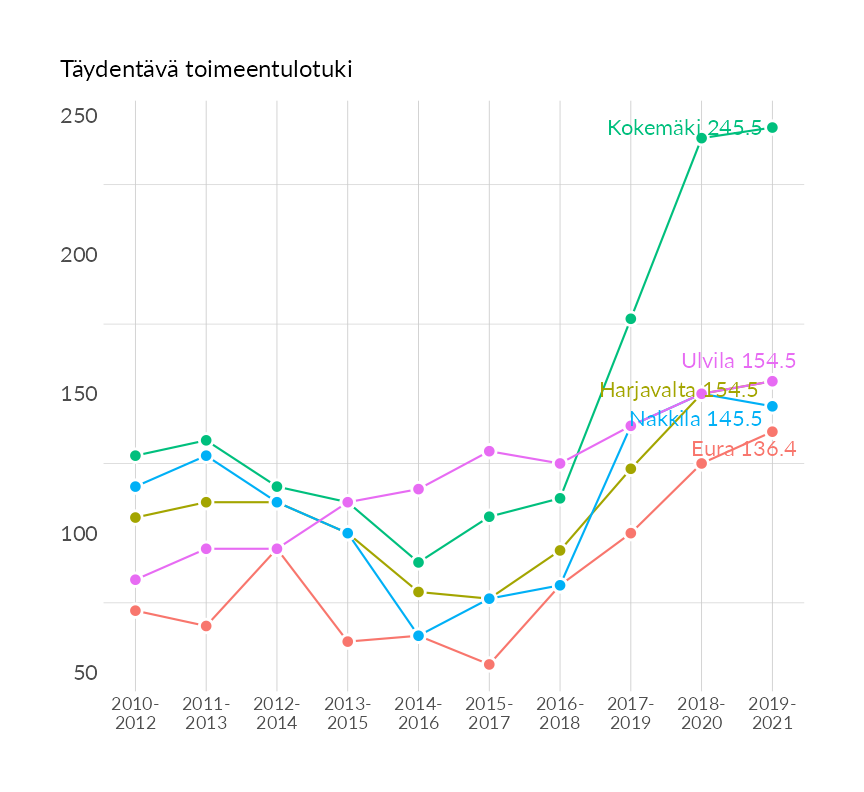 Täydentävä toimeentulotuki
250
200
150
100
50
Kokemäki 245.5
Ulvila 154.5
Harjavalta 154.5
Nakkila 145.5
Eura 136.4
2010- 2011- 2012- 2013- 2014- 2015- 2016- 2017- 2018- 2019-
2012 2013 2014 2015 2016 2017 2018 2019 2020 2021